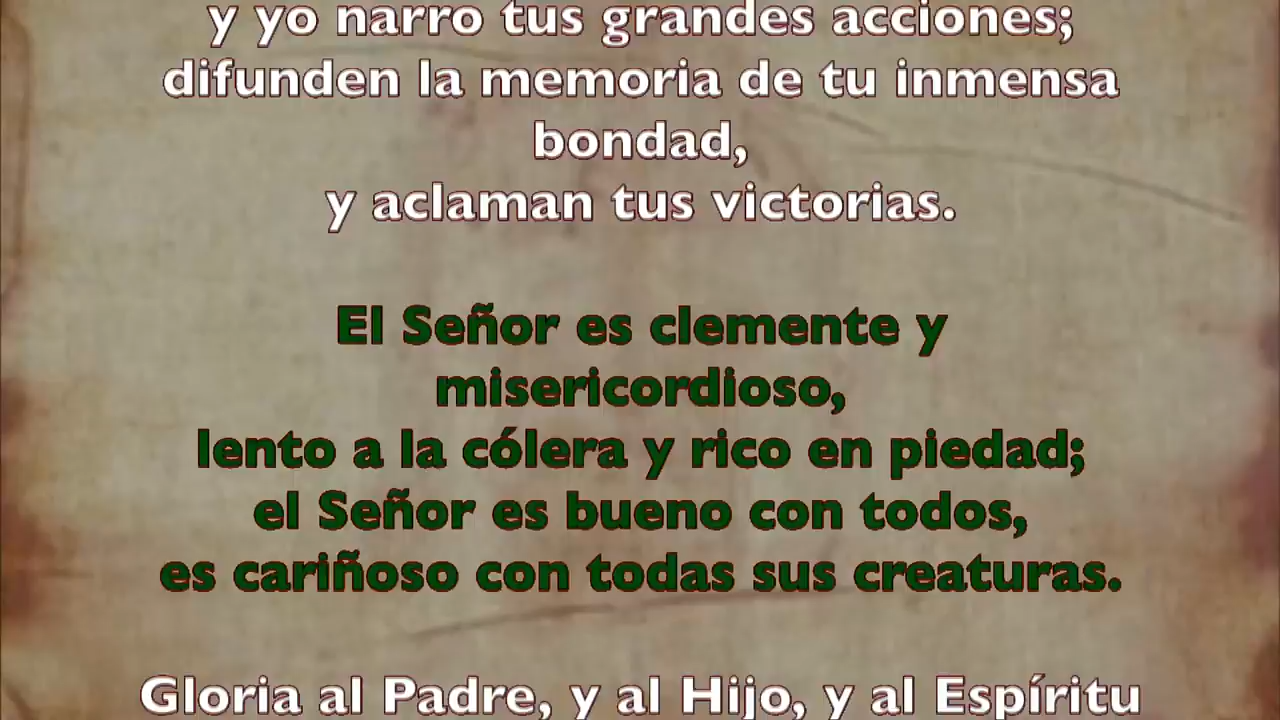 y yo narro tus grandes acciones;
difunden la memoria de tu inmensa
bondad,
y aclaman tus victorias.
El Señor es clemente y
misericordioso,
lento a la cólera y rico en piedad;
el Señor es bueno con todos,
es cariñoso con todas sus creaturas.
Gloria al Padre, y al Hijo, y al Espíritu